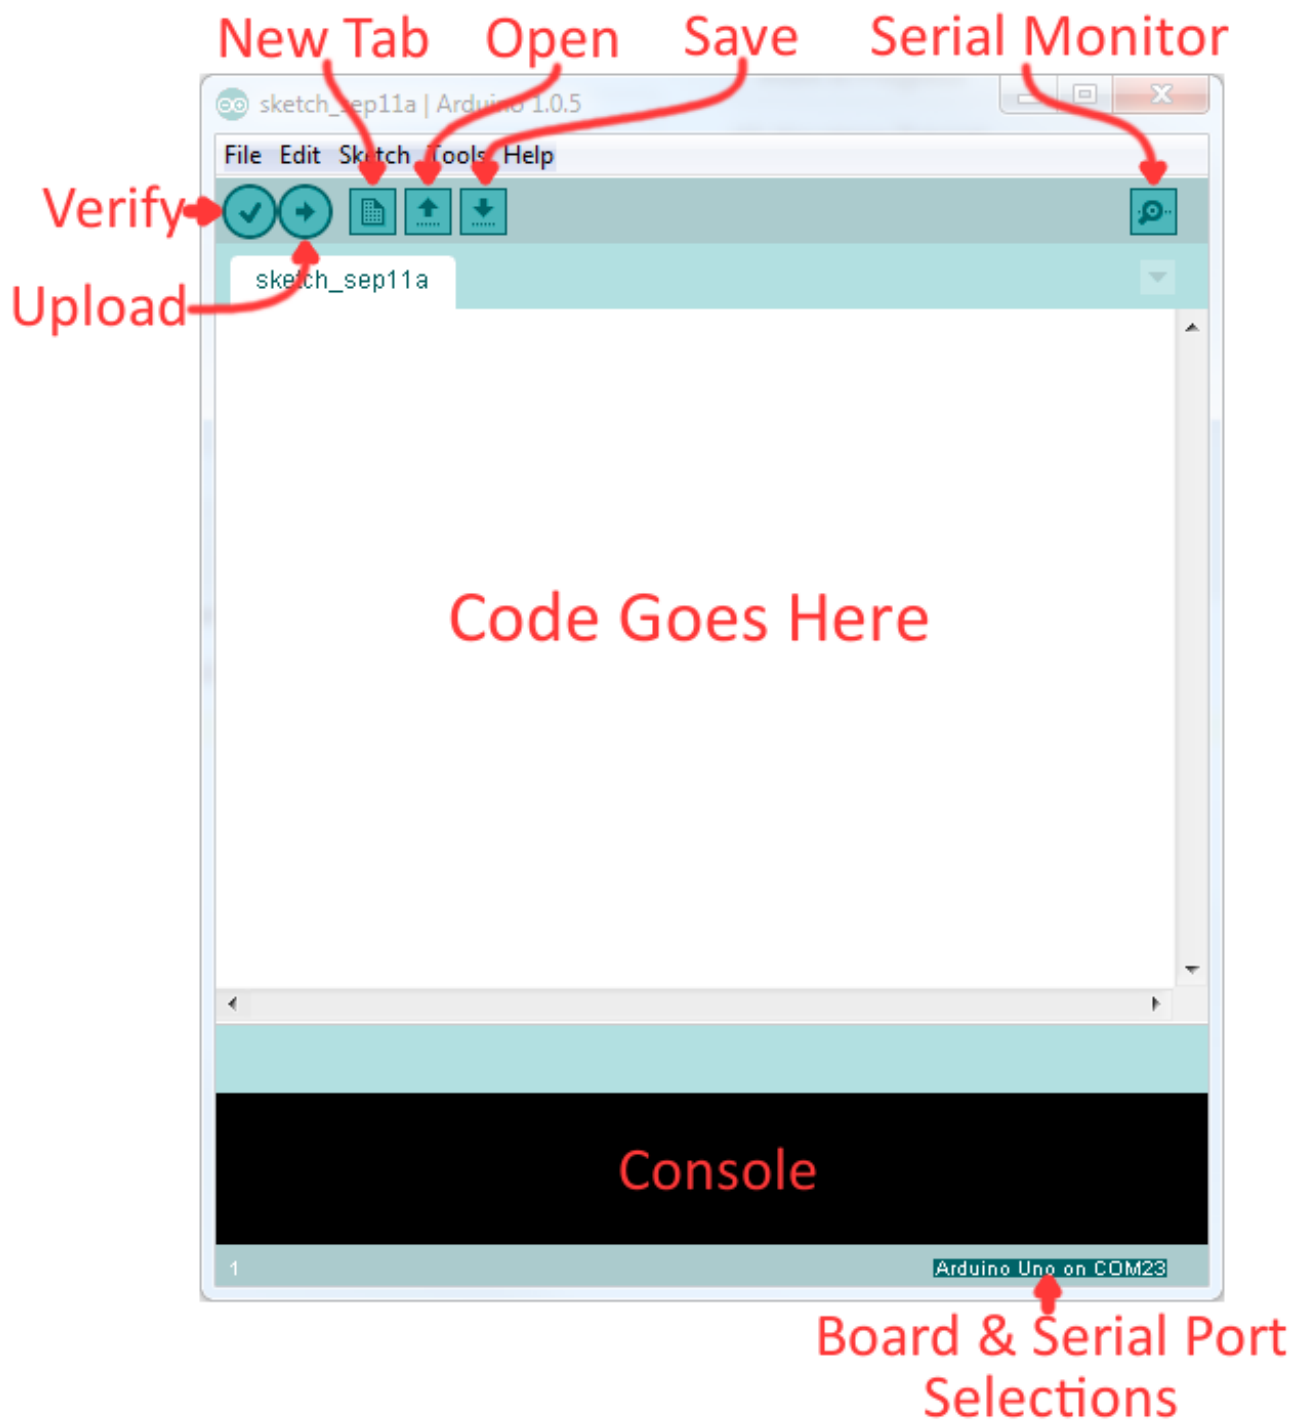 New Tab Open Save Serial Monitor
sketch_sep11a | Arduino 1.0.5
File Edit Sketch Tools Help
Verify
sketch_sep11a
Upload
Code Goes Here
Console
1
Arduino Uno on COM23
Board & Serial Port
Selections